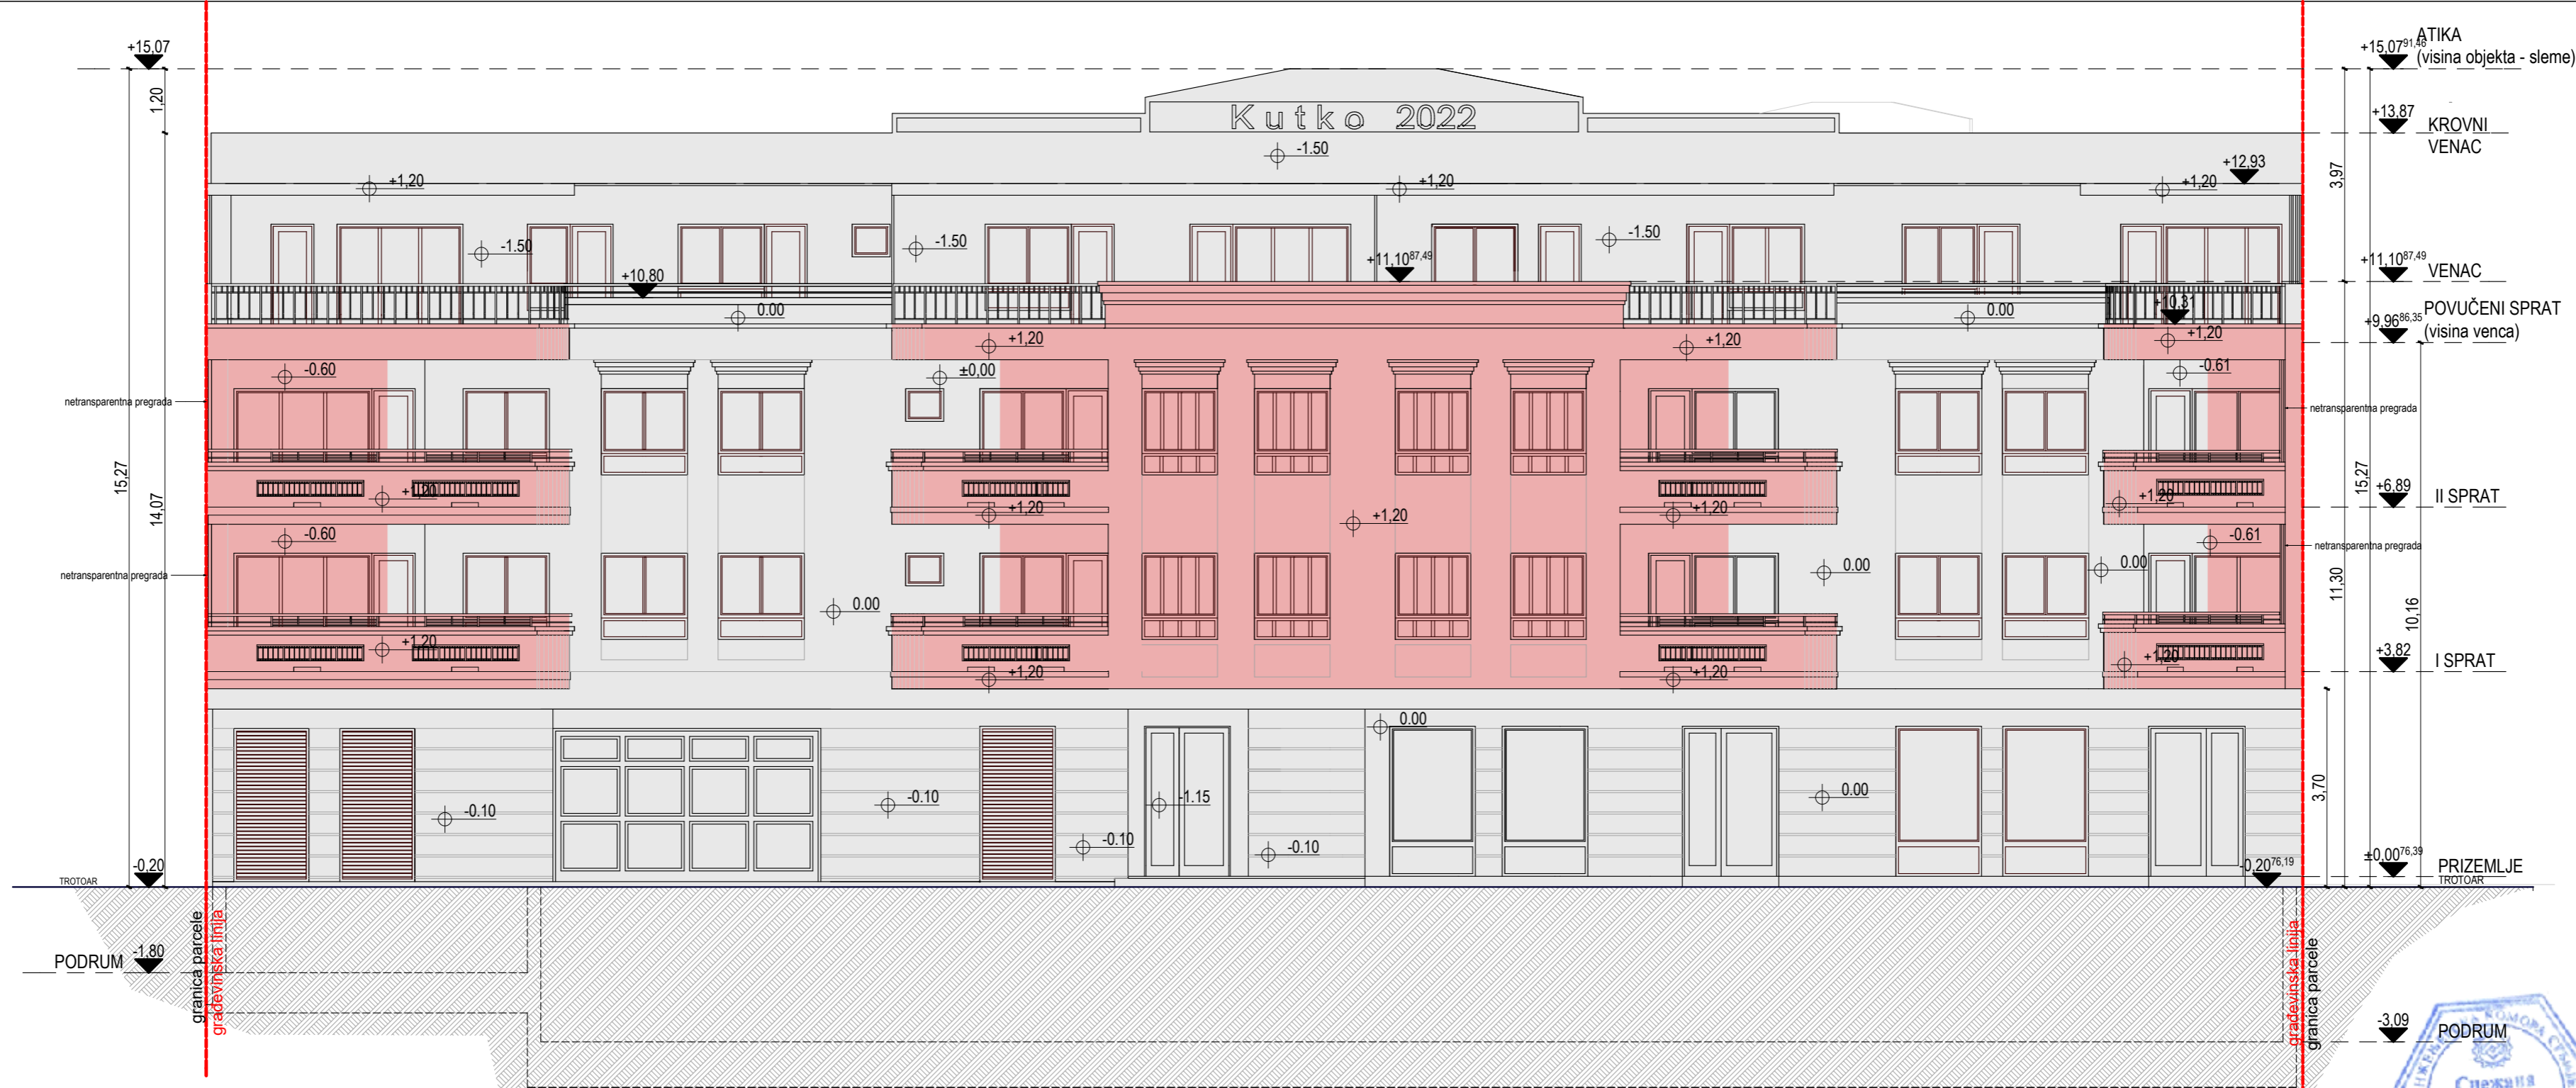 +15,07
1,20
15,27
14,07
-0,20
TROTOAR
PODRUM
-1.80
granica parcele
građevinska linija
netransparentna pregrada
netransparentna pregrada
Kutko 2022
-1.50
+1,20
+1,20
+1,20
+12,93
-1.50
-1.50
-1.50
+10,80
+11,10 87,49
0.00
0.00
+10,31
+1,20
+1,20
+1,20
-0.60
±0,00
-0.61
+1,20
+1,20
+1,20
+1,20
+1,20
-0.60
0.00
0.00
0.00
-0.61
+1,20
+1,20
+1,20
+1,20
0.00
-0.10
-0.10
-0.10
-1.15
-0.10
0.00
-0,20 76,19
netransparentna pregrada
netransparentna pregrada
građevinska linija
granica parcele
+15,07 91,46
ATIKA
(visina objekta - sleme)
+13,87
KROVNI
VENAC
3,97
+11,10 87,49
VENAC
+9,96 86,35
POVUČENI SPRAT
(visina venca)
15,27
+6,89
II SPRAT
11,30
10,16
+3,82
I SPRAT
3,70
±0,00 76,39
PRIZEMLJE
TROTOAR
-3,09
PODRUM